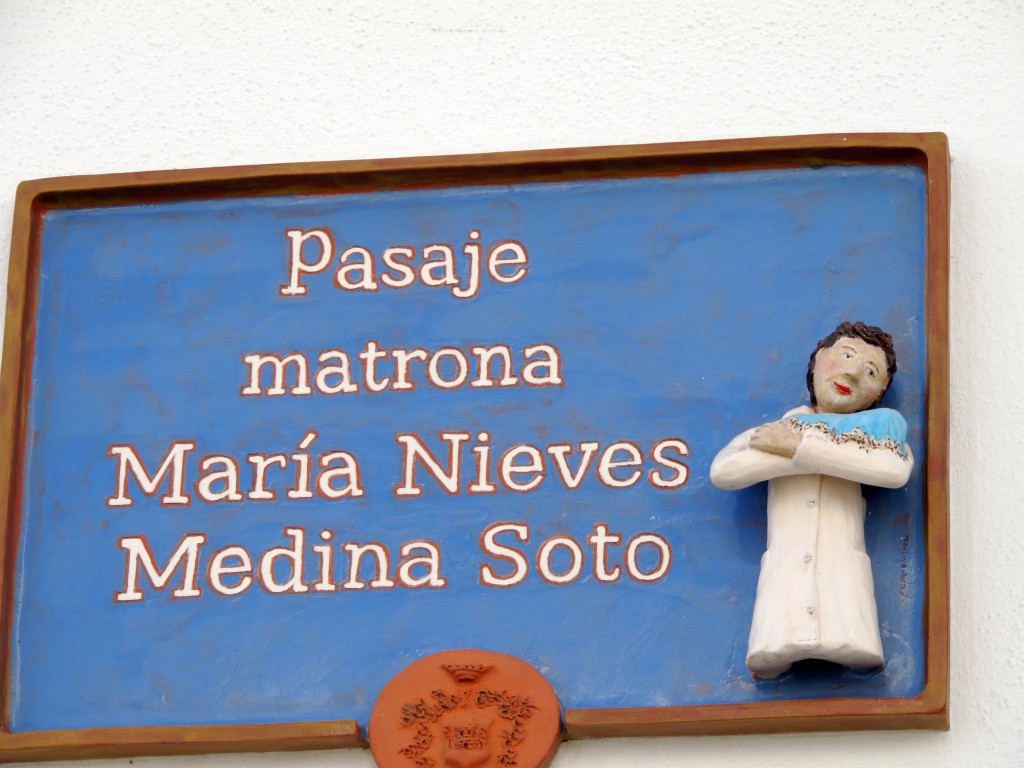 Pasaje
matrona
María Nieves
Medina Soto